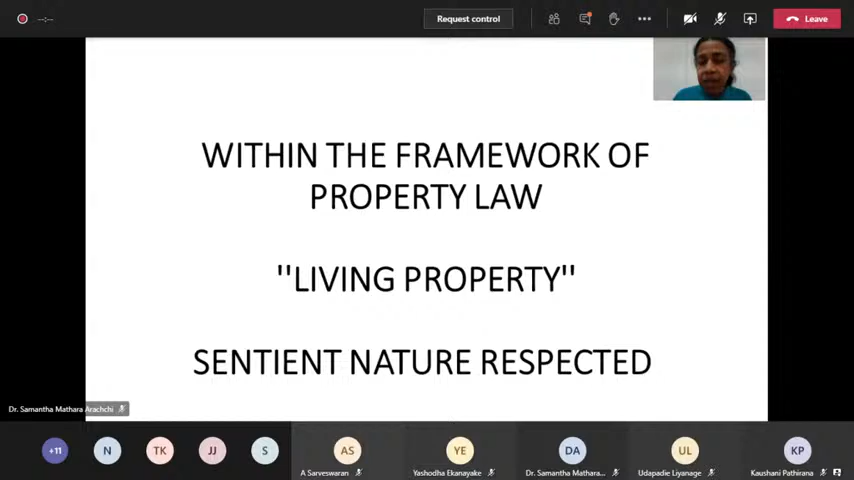 --:--
Request control
Leave
WITHIN THE FRAMEWORK OF
PROPERTY LAW
"LIVING PROPERTY"
SENTIENT NATURE RESPECTED
Dr. Samantha Mathara Arachchi
+11
N
TK
JJ
S
AS
YE
DA
UL
KP
A Sarveswaran
Yashodha Ekanayake
Dr. Samantha Mathara...
Udapadie Liyanage
Kaushani Pathirana